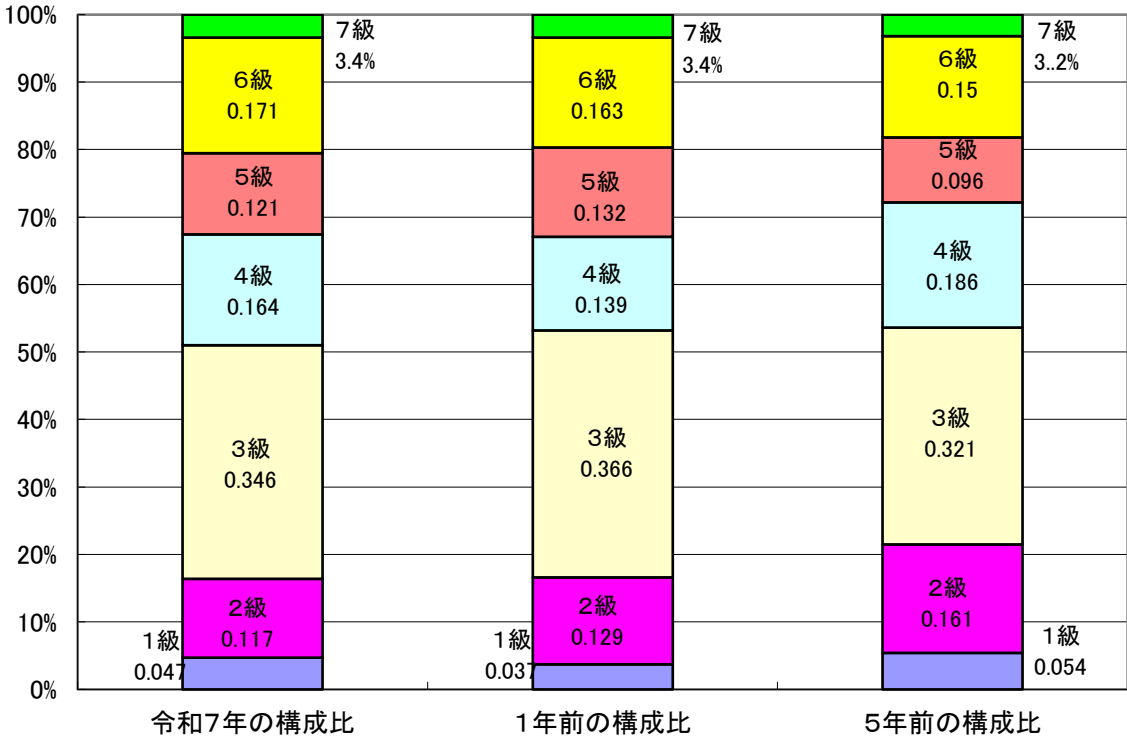 100%
90%
80%
70%
60%
50%
40%
30%
20%
10%
0%
7級
3.4%
6級
0.171
5級
0.121
4級
0.164
3級
0.346
2級
0.117
1級
0.047
7級
3.4%
6級
0.163
5級
0.132
4級
0.139
3級
0.366
2級
0.129
1級
0.037
7級
3..2%
6級
0.15
5級
0.096
4級
0.186
3級
0.321
2級
0.161
1級
0.054
令和7年の構成比
1年前の構成比
5年前の構成比